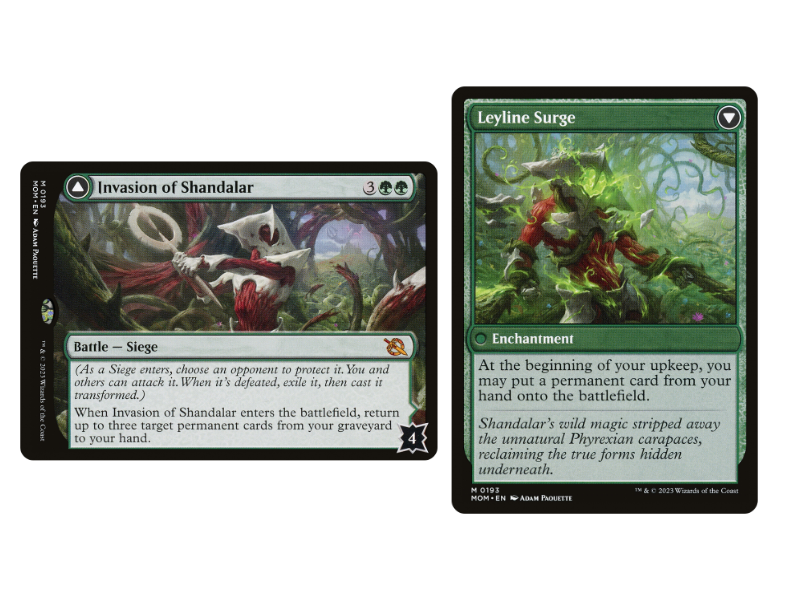 Invasion of Shandalar 3
Battle — Siege
(As a Siege enters, choose an opponent to protect it. You and
others can attack it. When it's defeated, exile it, then cast it
transformed.)
When Invasion of Shandalar enters the battlefield, return
up to three target permanent cards from your graveyard
to your hand.
4
M 0193
MOM • EN ADAM PAQUETTE
™ & © 2023 Wizards of the Coast
Leyline Surge
Enchantment
At the beginning of your upkeep, you
may put a permanent card from your
hand onto the battlefield.
Shandalar's wild magic stripped away
the unnatural Phyrexian carapaces,
reclaiming the true forms hidden
underneath.
M 0193
MOM • EN ADAM PAQUETTE
™ & © 2023 Wizards of the Coast